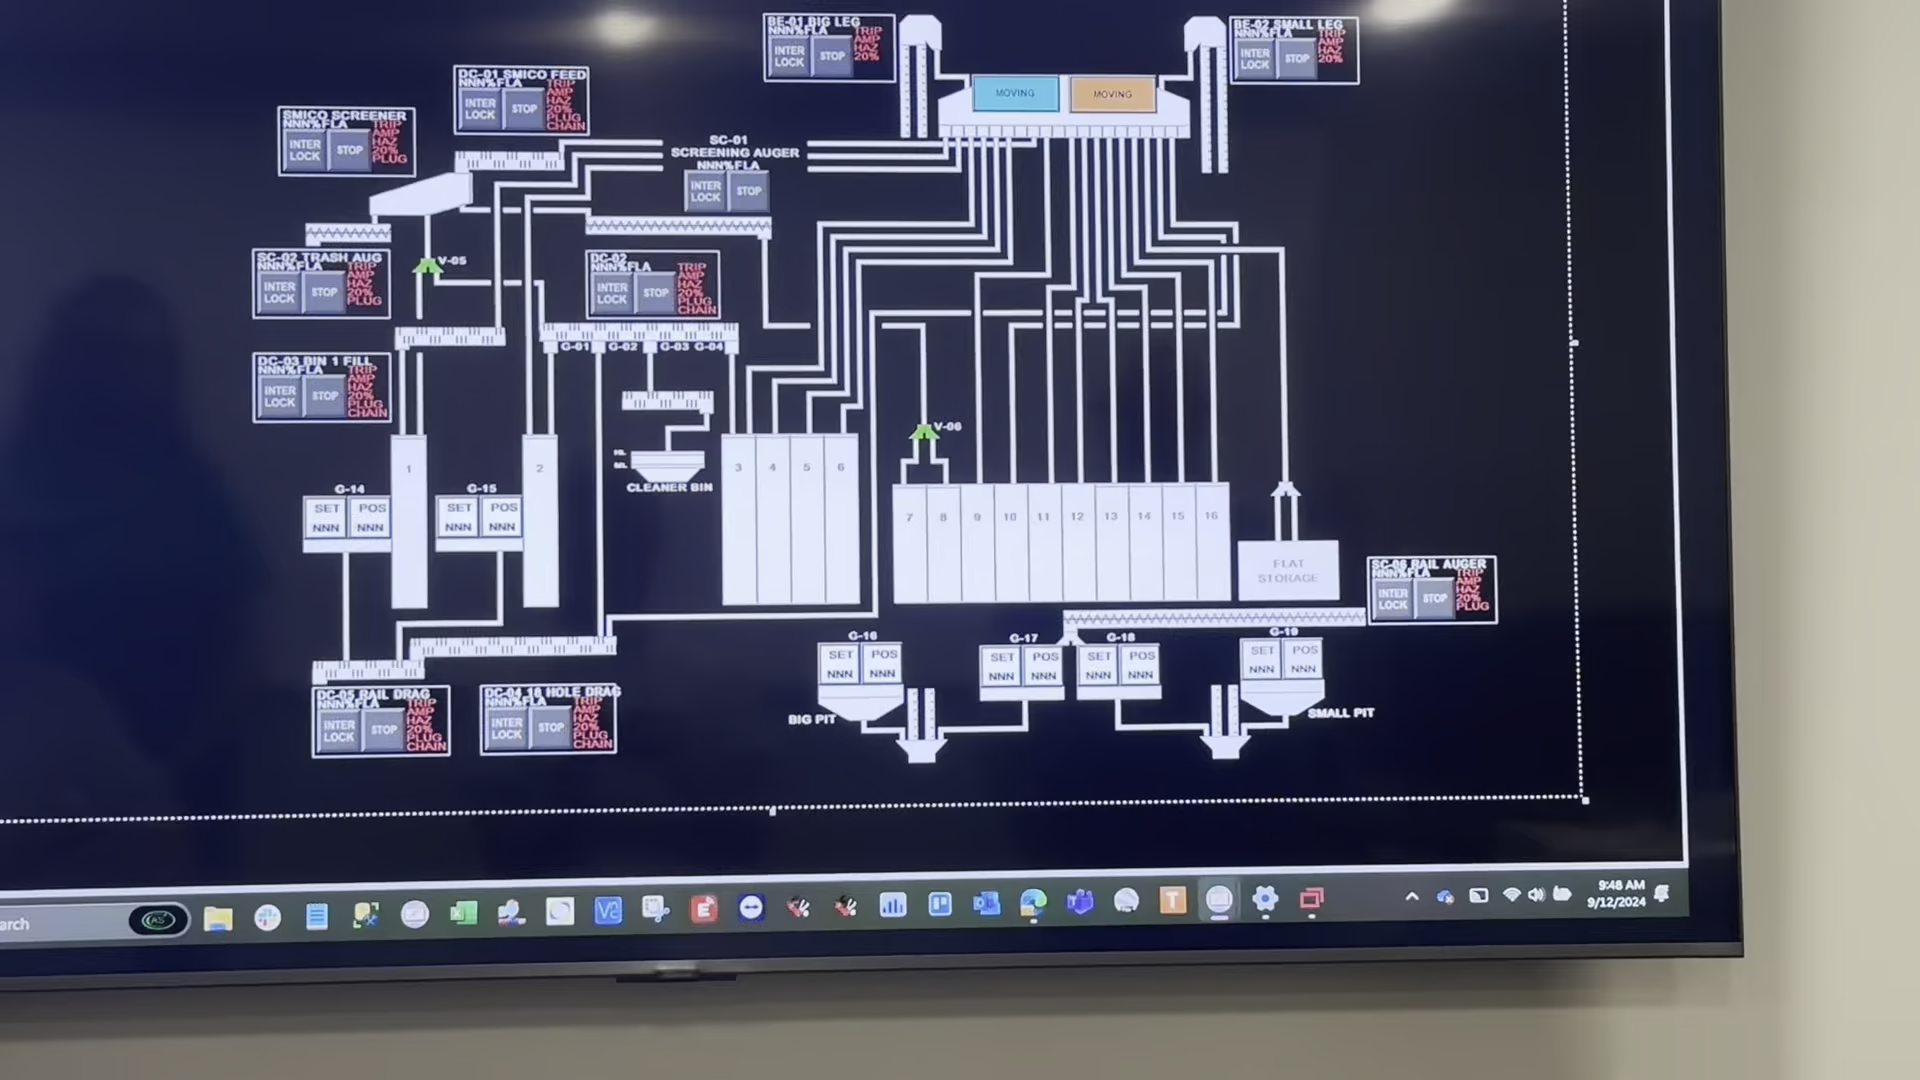 BE-01 BIG LEG
NNN%FLA
INTER LOCK
STOP
TRIP
AMP
HAZ
20%
BE-02 SMALL LEG
NNN%FLA
INTER LOCK
STOP
TRIP
AMP
HAZ
20%
MOVING
MOVING
DC-01 SMICO FEED
NNN%FLA
INTER LOCK
STOP
TRIP
AMP
HAZ
20%
PLUG
CHAIN
SMICO SCREENER
NNN%FLA
INTER LOCK
STOP
TRIP
AMP
HAZ
20%
PLUG
SC-01
SCREENING AUGER
NNN%FLA
INTER LOCK
STOP
SC-02 TRASH AUG
NNN%FLA
INTER LOCK
STOP
TRIP
AMP
HAZ
20%
PLUG
V-05
DC-02
NNN%FLA
INTER LOCK
STOP
TRIP
AMP
HAZ
20%
PLUG
CHAIN
G-01
G-02
G-03
G-04
DC-03 BIN 1 FILL
NNN%FLA
INTER LOCK
STOP
TRIP
AMP
HAZ
20%
PLUG
CHAIN
V-06
1
2
3
4
5
6
HL
ML
CLEANER BIN
G-14
SET
POS
NNN
NNN
G-15
SET
POS
NNN
NNN
7
8
9
10
11
12
13
14
15
16
FLAT
STORAGE
SC-06 RAIL AUGER
NNN%FLA
INTER LOCK
STOP
TRIP
AMP
HAZ
20%
PLUG
G-16
SET
POS
NNN
NNN
G-17
SET
POS
NNN
NNN
G-18
SET
POS
NNN
NNN
G-19
SET
POS
NNN
NNN
BIG PIT
SMALL PIT
DC-05 RAIL DRAG
NNN%FLA
INTER LOCK
STOP
TRIP
AMP
HAZ
20%
PLUG
CHAIN
DC-04 18 HOLE DRAG
NNN%FLA
INTER LOCK
STOP
TRIP
AMP
HAZ
20%
PLUG
CHAIN
arch
9:48 AM
9/12/2024